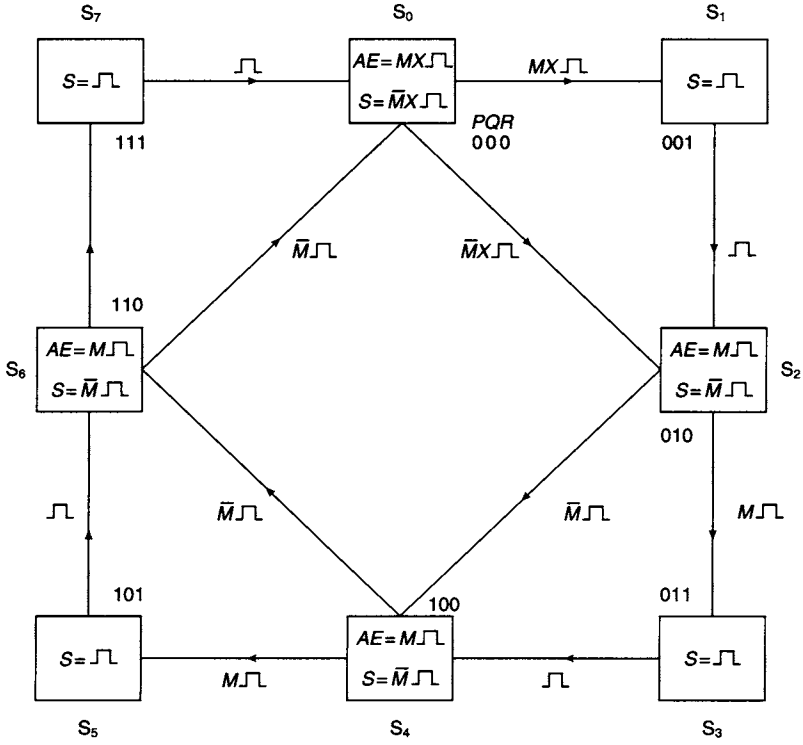 S₇ S₀ S₁
S=⎍
⎍
AE=MX⎍
S=M̄X⎍
MX⎍
S=⎍
111
PQR
000
001
M̄⎍
M̄X⎍
⎍
110
S₆
AE=M⎍
S=M̄⎍
AE=M⎍
S=M̄⎍
S₂
010
⎍
M̄⎍
M̄⎍
M⎍
101
100
011
S=⎍
M⎍
AE=M⎍
S=M̄⎍
⎍
S=⎍
S₅ S₄ S₃